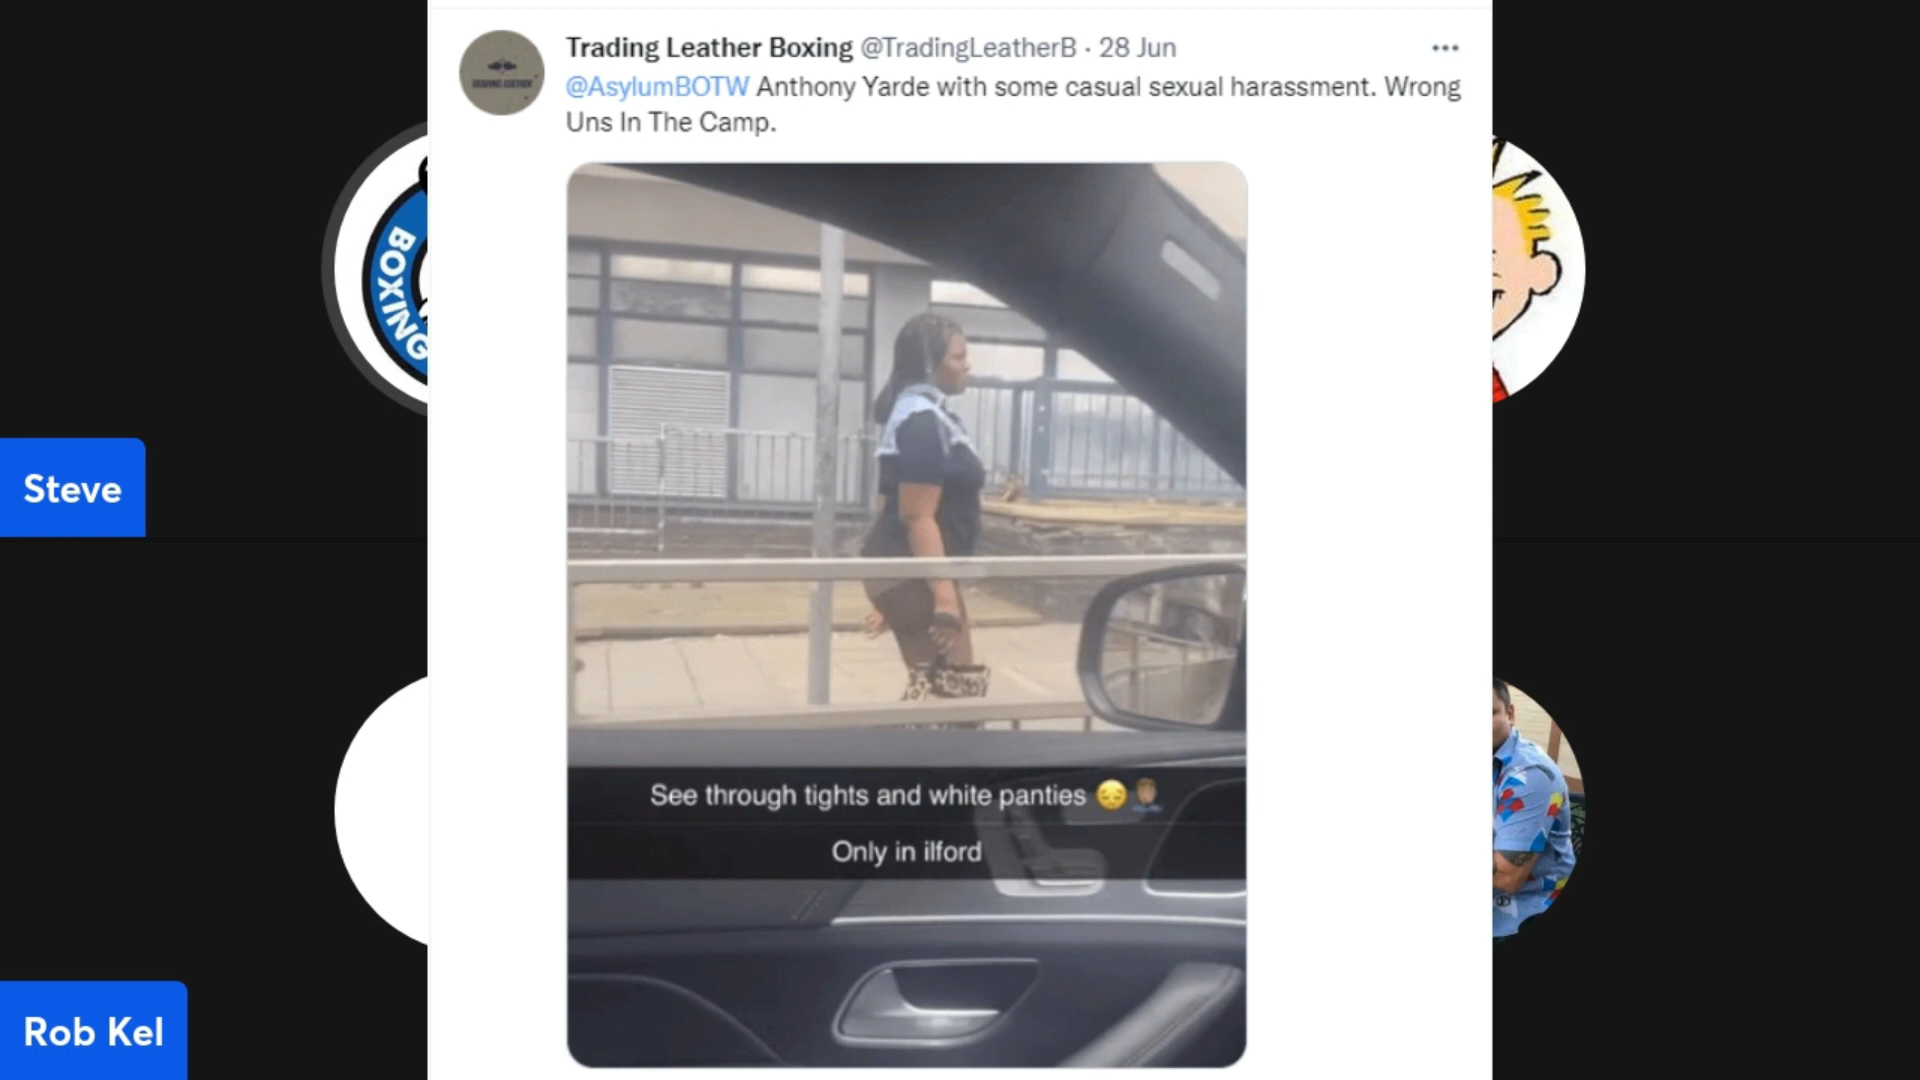 Trading Leather Boxing @TradingLeatherB · 28 Jun
@AsylumBOTW Anthony Yarde with some casual sexual harassment. Wrong
Uns In The Camp.
BOXING
Steve
See through tights and white panties 😔🤦🏽‍♂️
Only in ilford
Rob Kel